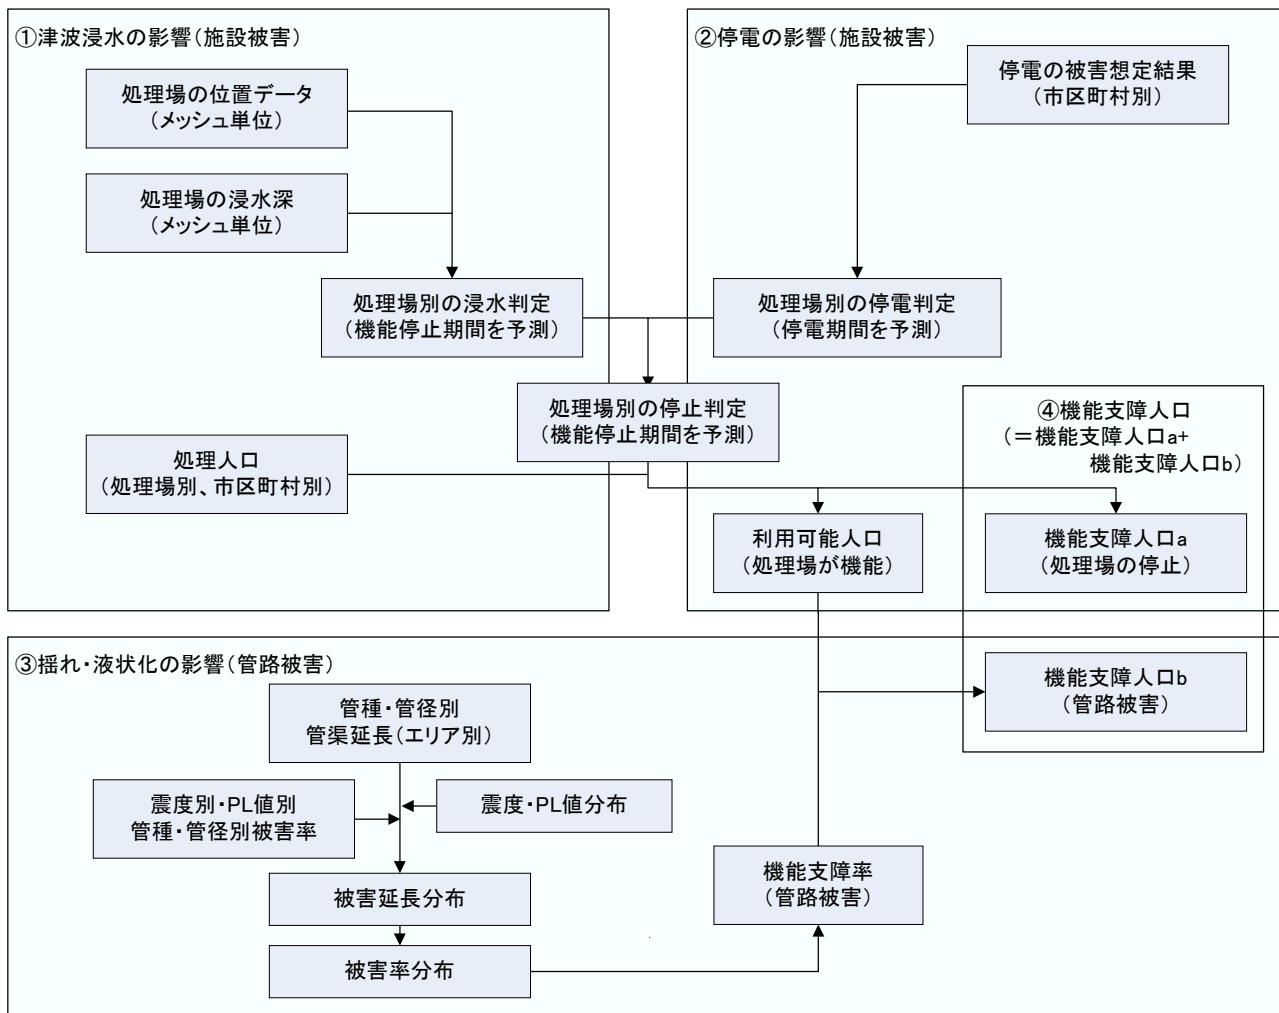 ①津波浸水の影響(施設被害)
処理場の位置データ
(メッシュ単位)
処理場の浸水深
(メッシュ単位)
処理場別の浸水判定
(機能停止期間を予測)
②停電の影響(施設被害)
停電の被害想定結果
(市区町村別)
処理場別の停電判定
(停電期間を予測)
処理場別の停止判定
(機能停止期間を予測)
処理人口
(処理場別、市区町村別)
④機能支障人口
(=機能支障人口a+
機能支障人口b)
利用可能人口
(処理場が機能)
機能支障人口a
(処理場の停止)
③揺れ・液状化の影響(管路被害)
機能支障人口b
(管路被害)
管種・管径別
管渠延長(エリア別)
震度別・PL値別
管種・管径別被害率
震度・PL値分布
被害延長分布
被害率分布
機能支障率
(管路被害)